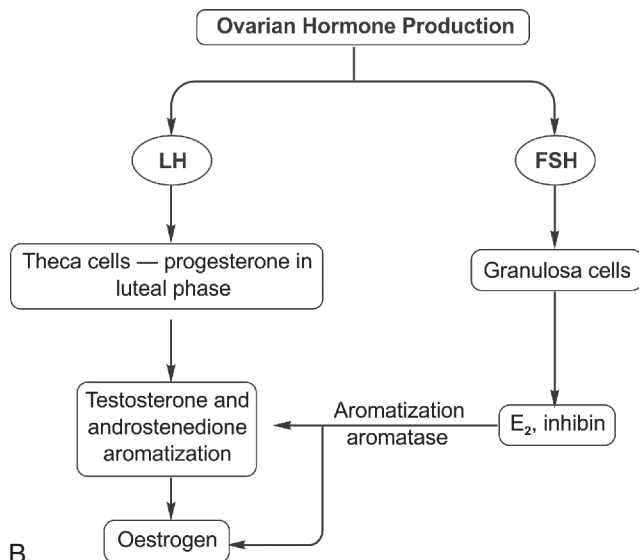 Ovarian Hormone Production
LH
FSH
Theca cells — progesterone in
luteal phase
Granulosa cells
Testosterone and
androstenedione
aromatization
Aromatization
aromatase
E₂, inhibin
Oestrogen
B